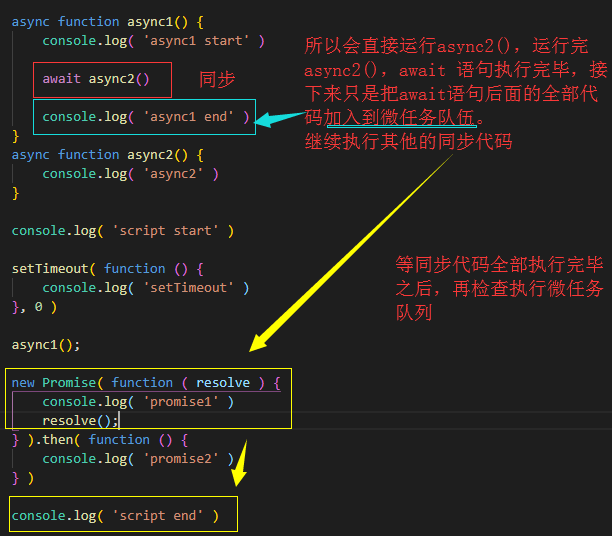 async function async1() {
console.log( 'async1 start' )
await async2()
同步
console.log( 'async1 end' )
}
async function async2() {
console.log( 'async2' )
}
console.log( 'script start' )
setTimeout( function () {
console.log( 'setTimeout' )
}, 0 )
async1();
new Promise( function ( resolve ) {
console.log( 'promise1' )
resolve();
} ).then( function () {
console.log( 'promise2' )
} )
console.log( 'script end' )
所以会直接运行async2(), 运行完
async2(), await 语句执行完毕, 接
下来只是把await语句后面的全部代
码加入到微任务队伍。
继续执行其他的同步代码
等同步代码全部执行完毕
之后, 再检查执行微任务
队列